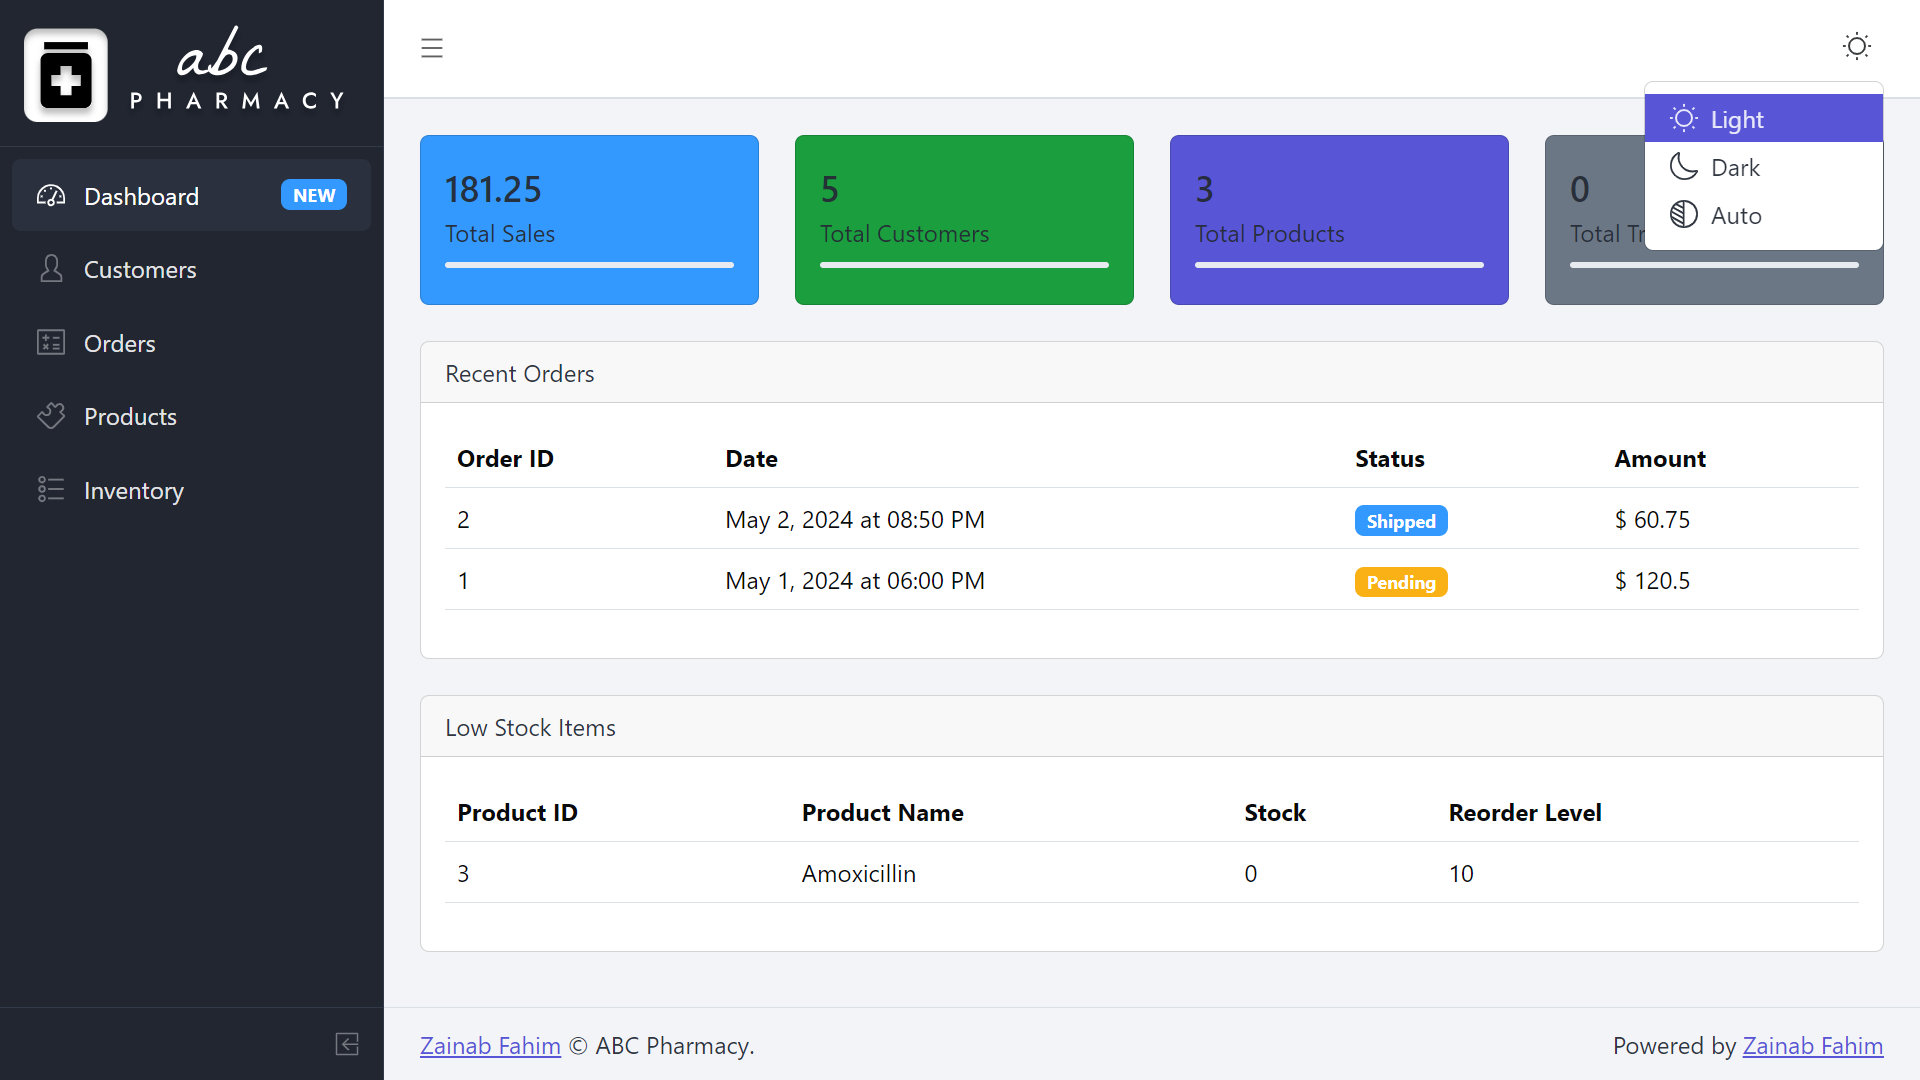 abc
PHARMACY
Dashboard NEW
Customers
Orders
Products
Inventory
Light
Dark
Auto
181.25
Total Sales
5
Total Customers
3
Total Products
0
Total
Recent Orders
Order ID Date Status Amount
2 May 2, 2024 at 08:50 PM Shipped $ 60.75
1 May 1, 2024 at 06:00 PM Pending $ 120.5
Low Stock Items
Product ID Product Name Stock Reorder Level
3 Amoxicillin 0 10
Zainab Fahim © ABC Pharmacy.
Powered by Zainab Fahim